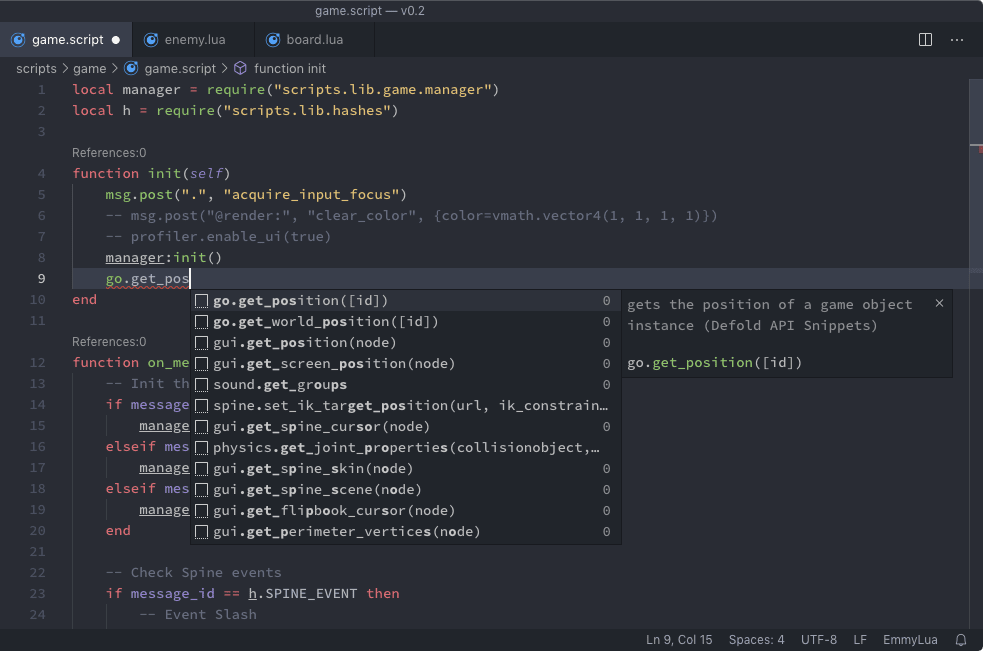 game.script — v0.2
game.script ● enemy.lua board.lua ···
scripts > game > game.script > function init
1 local manager = require("scripts.lib.game.manager")
2 local h = require("scripts.lib.hashes")
3
References:0
4 function init(self)
5 msg.post(".", "acquire_input_focus")
6 -- msg.post("@render:", "clear_color", {color=vmath.vector4(1, 1, 1, 1)})
7 -- profiler.enable_ui(true)
8 manager:init()
9 go.get_pos
10 end
go.get_position([id]) 0
go.get_world_position([id]) 0
gui.get_position(node) 0
gui.get_screen_position(node) 0
sound.get_groups 0
spine.set_ik_target_position(url, ik_constrain…
gui.get_spine_cursor(node) 0
physics.get_joint_properties(collisionobject,…
gui.get_spine_skin(node) 0
gui.get_spine_scene(node) 0
gui.get_flipbook_cursor(node) 0
gui.get_perimeter_vertices(node) 0
gets the position of a game object ×
instance (Defold API Snippets)
go.get_position([id])
11
References:0
12 function on_me
13 -- Init th
14 if message
15 manage
16 elseif mes
17 manage
18 elseif mes
19 manage
20 end
21
22 -- Check Spine events
23 if message_id == h.SPINE_EVENT then
24 -- Event Slash
Ln 9, Col 15 Spaces: 4 UTF-8 LF EmmyLua